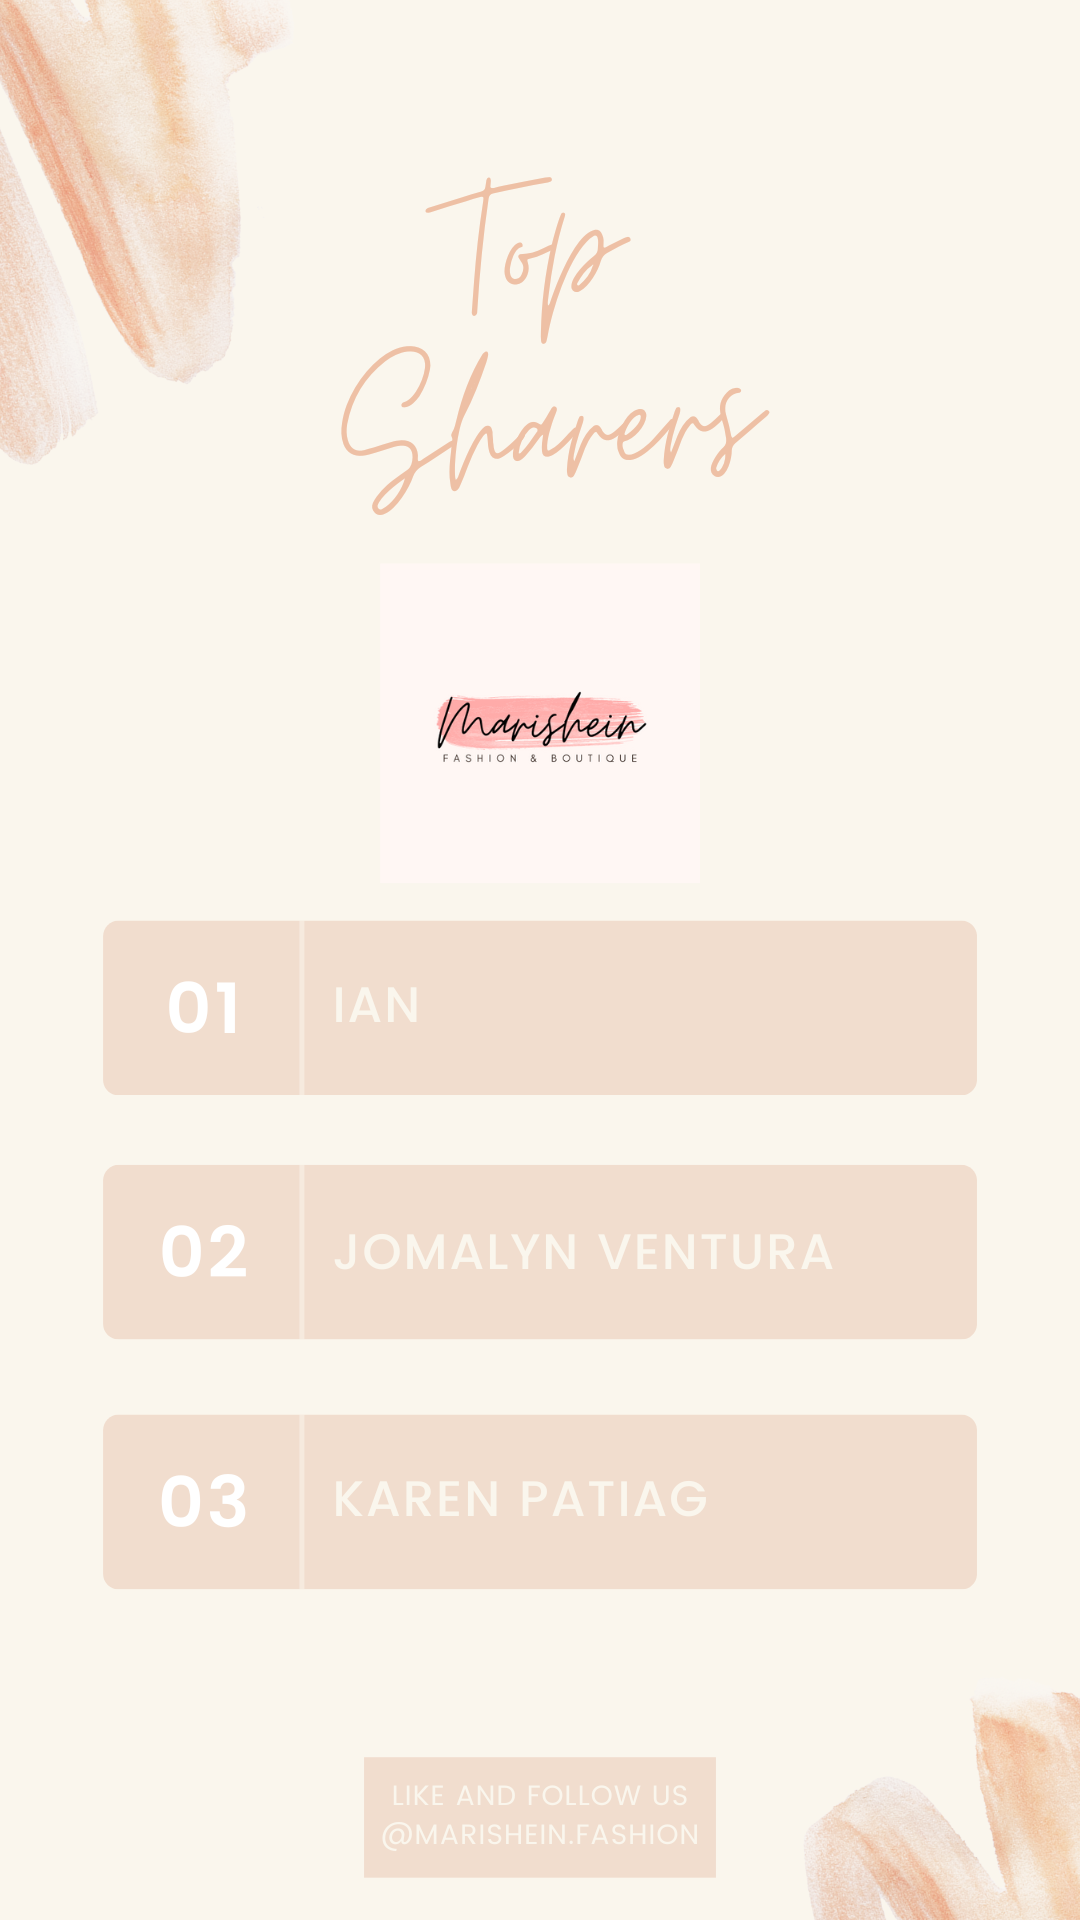 Top
Sharers
Marishein
FASHION & BOUTIQUE
01
IAN
02
JOMALYN VENTURA
03
KAREN PATIAG
LIKE AND FOLLOW US
@MARISHEIN.FASHION